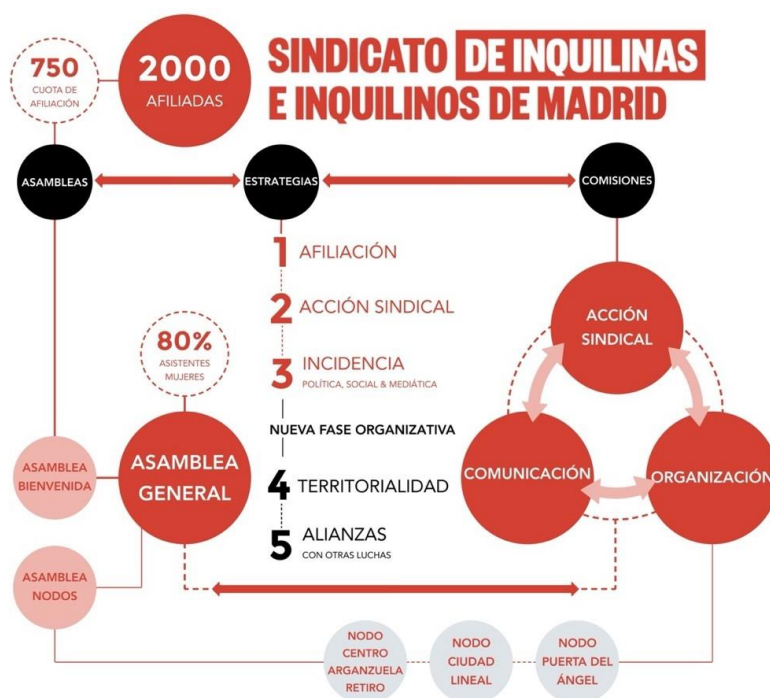 750
CUOTA DE
AFILIACIÓN
2000
AFILIADAS
SINDICATO DE INQUILINAS
E INQUILINOS DE MADRID
ASAMBLEAS
ESTRATEGIAS
COMISIONES
1 AFILIACIÓN
2 ACCIÓN SINDICAL
3 INCIDENCIA
POLÍTICA, SOCIAL & MEDIÁTICA
NUEVA FASE ORGANIZATIVA
4 TERRITORIALIDAD
5 ALIANZAS
CON OTRAS LUCHAS
80%
ASISTENTES
MUJERES
ASAMBLEA
BIENVENIDA
ASAMBLEA
GENERAL
ASAMBLEA
NODOS
ACCIÓN
SINDICAL
COMUNICACIÓN
ORGANIZACIÓN
NODO
CENTRO
ARGANZUELA
RETIRO
NODO
CIUDAD
LINEAL
NODO
PUERTA DEL
ÁNGEL